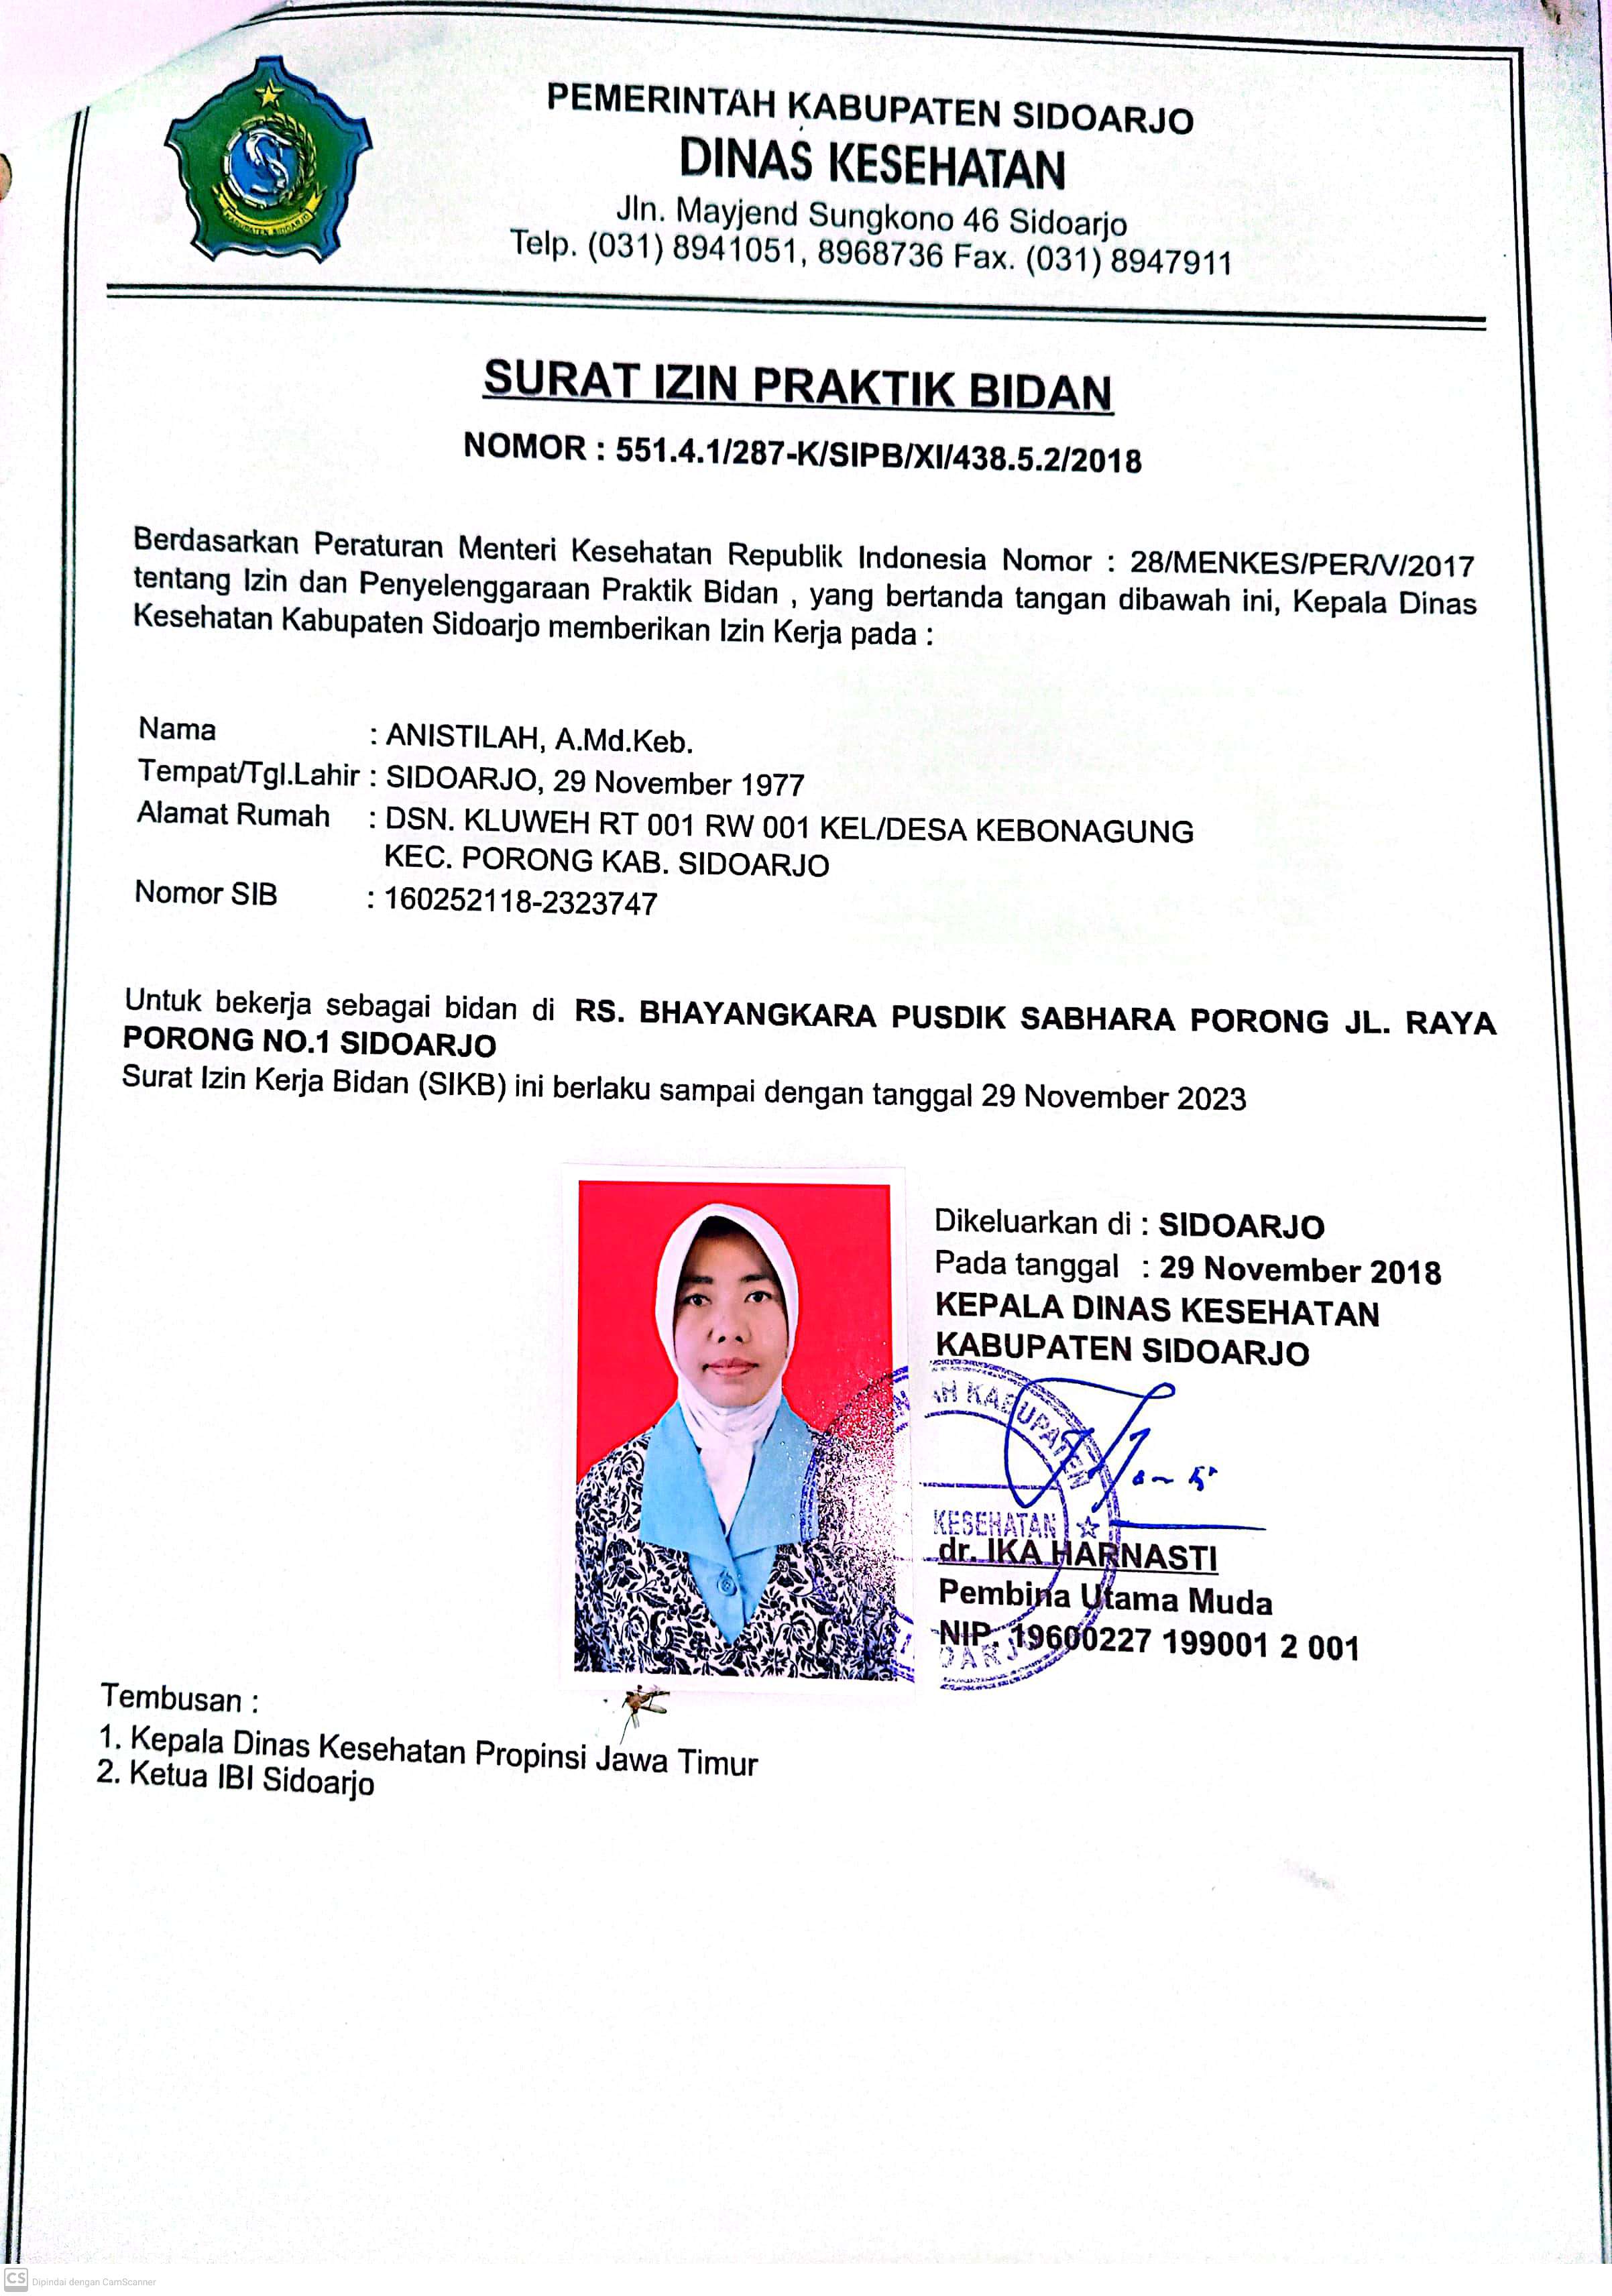 PEMERINTAH KABUPATEN SIDOARJO
DINAS KESEHATAN
Jln. Mayjend Sungkono 46 Sidoarjo
Telp. (031) 8941051, 8968736 Fax. (031) 8947911
KABUPATEN SIDOARJO
SURAT IZIN PRAKTIK BIDAN
NOMOR : 551.4.1/287-K/SIPB/XI/438.5.2/2018
Berdasarkan Peraturan Menteri Kesehatan Republik Indonesia Nomor : 28/MENKES/PER/V/2017
tentang Izin dan Penyelenggaraan Praktik Bidan , yang bertanda tangan dibawah ini, Kepala Dinas
Kesehatan Kabupaten Sidoarjo memberikan Izin Kerja pada :
Nama : ANISTILAH, A.Md.Keb.
Tempat/Tgl.Lahir : SIDOARJO, 29 November 1977
Alamat Rumah : DSN. KLUWEH RT 001 RW 001 KEL/DESA KEBONAGUNG
KEC. PORONG KAB. SIDOARJO
Nomor SIB : 160252118-2323747
Untuk bekerja sebagai bidan di RS. BHAYANGKARA PUSDIK SABHARA PORONG JL. RAYA
PORONG NO.1 SIDOARJO
Surat Izin Kerja Bidan (SIKB) ini berlaku sampai dengan tanggal 29 November 2023
Dikeluarkan di : SIDOARJO
Pada tanggal : 29 November 2018
KEPALA DINAS KESEHATAN
KABUPATEN SIDOARJO
AH KABUPATEN
KESEHATAN
dr. IKA HARNASTI
Pembina Utama Muda
NIP. 19600227 199001 2 001
Tembusan :
1. Kepala Dinas Kesehatan Propinsi Jawa Timur
2. Ketua IBI Sidoarjo
CS Dipindai dengan CamScanner